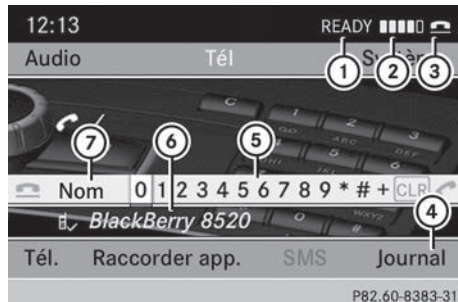 12:13 READY
Audio Tél Système
1 2 3
C
7 6 5
Nom 0 1 2 3 4 5 6 7 8 9 * # + CLR
BlackBerry 8520
4
Tél. Raccorder app. SMS Journal
P82.60-8383-31